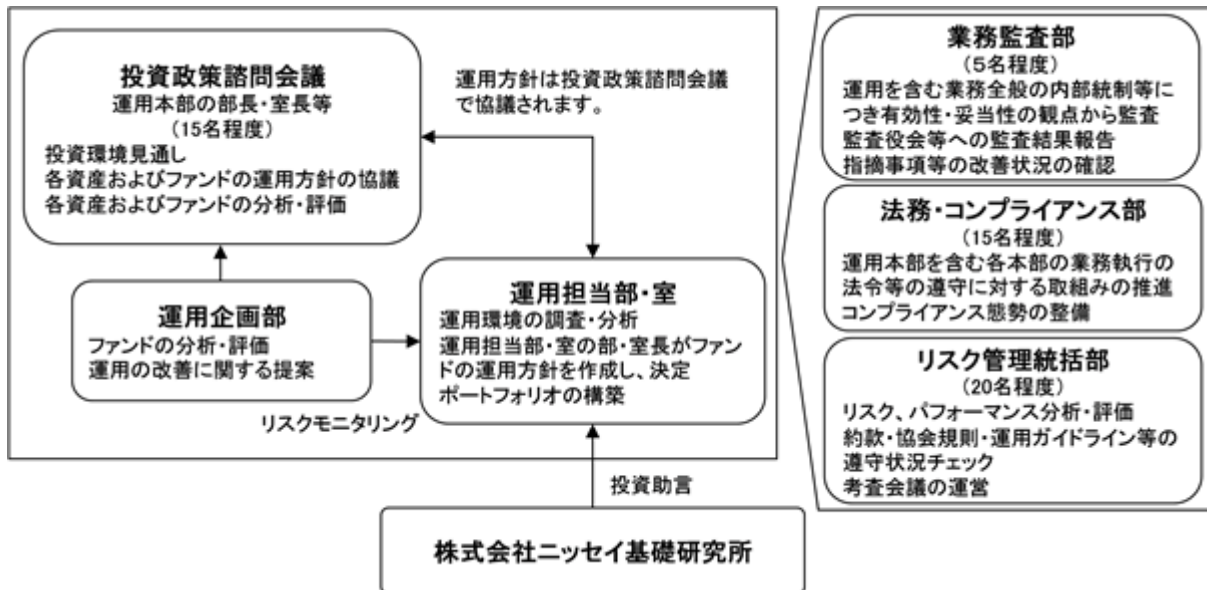 投資政策諮問会議
運用本部の部長・室長等
(15名程度)
投資環境見通し
各資産およびファンドの運用方針の協議
各資産およびファンドの分析・評価
運用方針は投資政策諮問会議
で協議されます。
運用企画部
ファンドの分析・評価
運用の改善に関する提案
リスクモニタリング
運用担当部・室
運用環境の調査・分析
運用担当部・室の部・室長がファン
ドの運用方針を作成し、決定
ポートフォリオの構築
投資助言
株式会社ニッセイ基礎研究所
業務監査部
(5名程度)
運用を含む業務全般の内部統制等に
つき有効性・妥当性の観点から監査
監査役会等への監査結果報告
指摘事項等の改善状況の確認
法務・コンプライアンス部
(15名程度)
運用本部を含む各本部の業務執行の
法令等の遵守に対する取組みの推進
コンプライアンス態勢の整備
リスク管理統括部
(20名程度)
リスク、パフォーマンス分析・評価
約款・協会規則・運用ガイドライン等の
遵守状況チェック
考査会議の運営